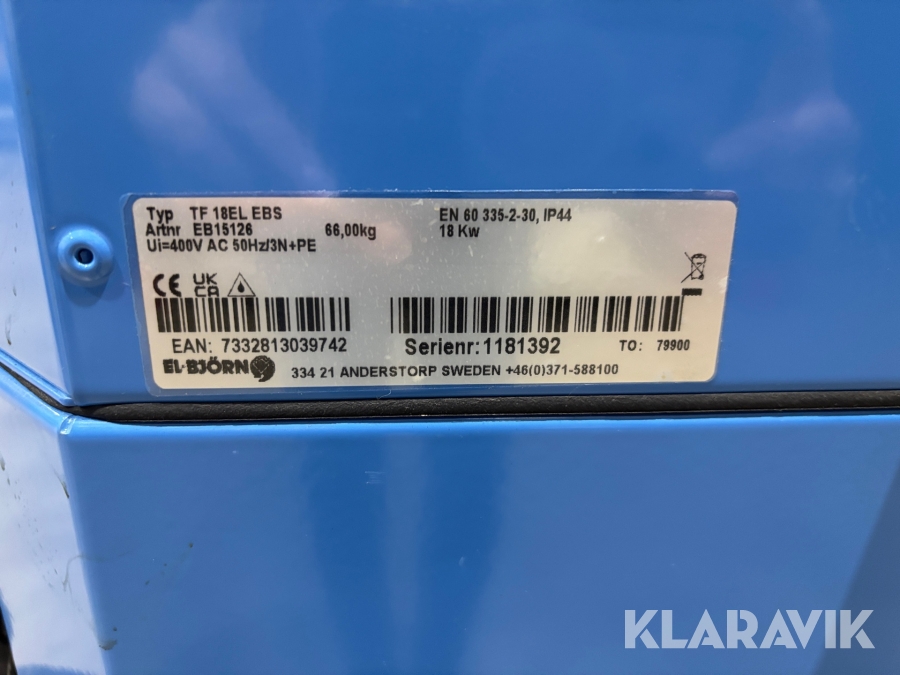 Typ TF 18EL EBS EN 60 335-2-30, IP44
Artnr EB15126 66,00kg 18 Kw
Ui=400V AC 50Hz/3N+PE
CE UK CA
EAN: 7332813039742 Serienr: 1181392 TO: 79900
EL-BJÖRN 334 21 ANDERSTORP SWEDEN +46(0)371-588100
KLARAVIK